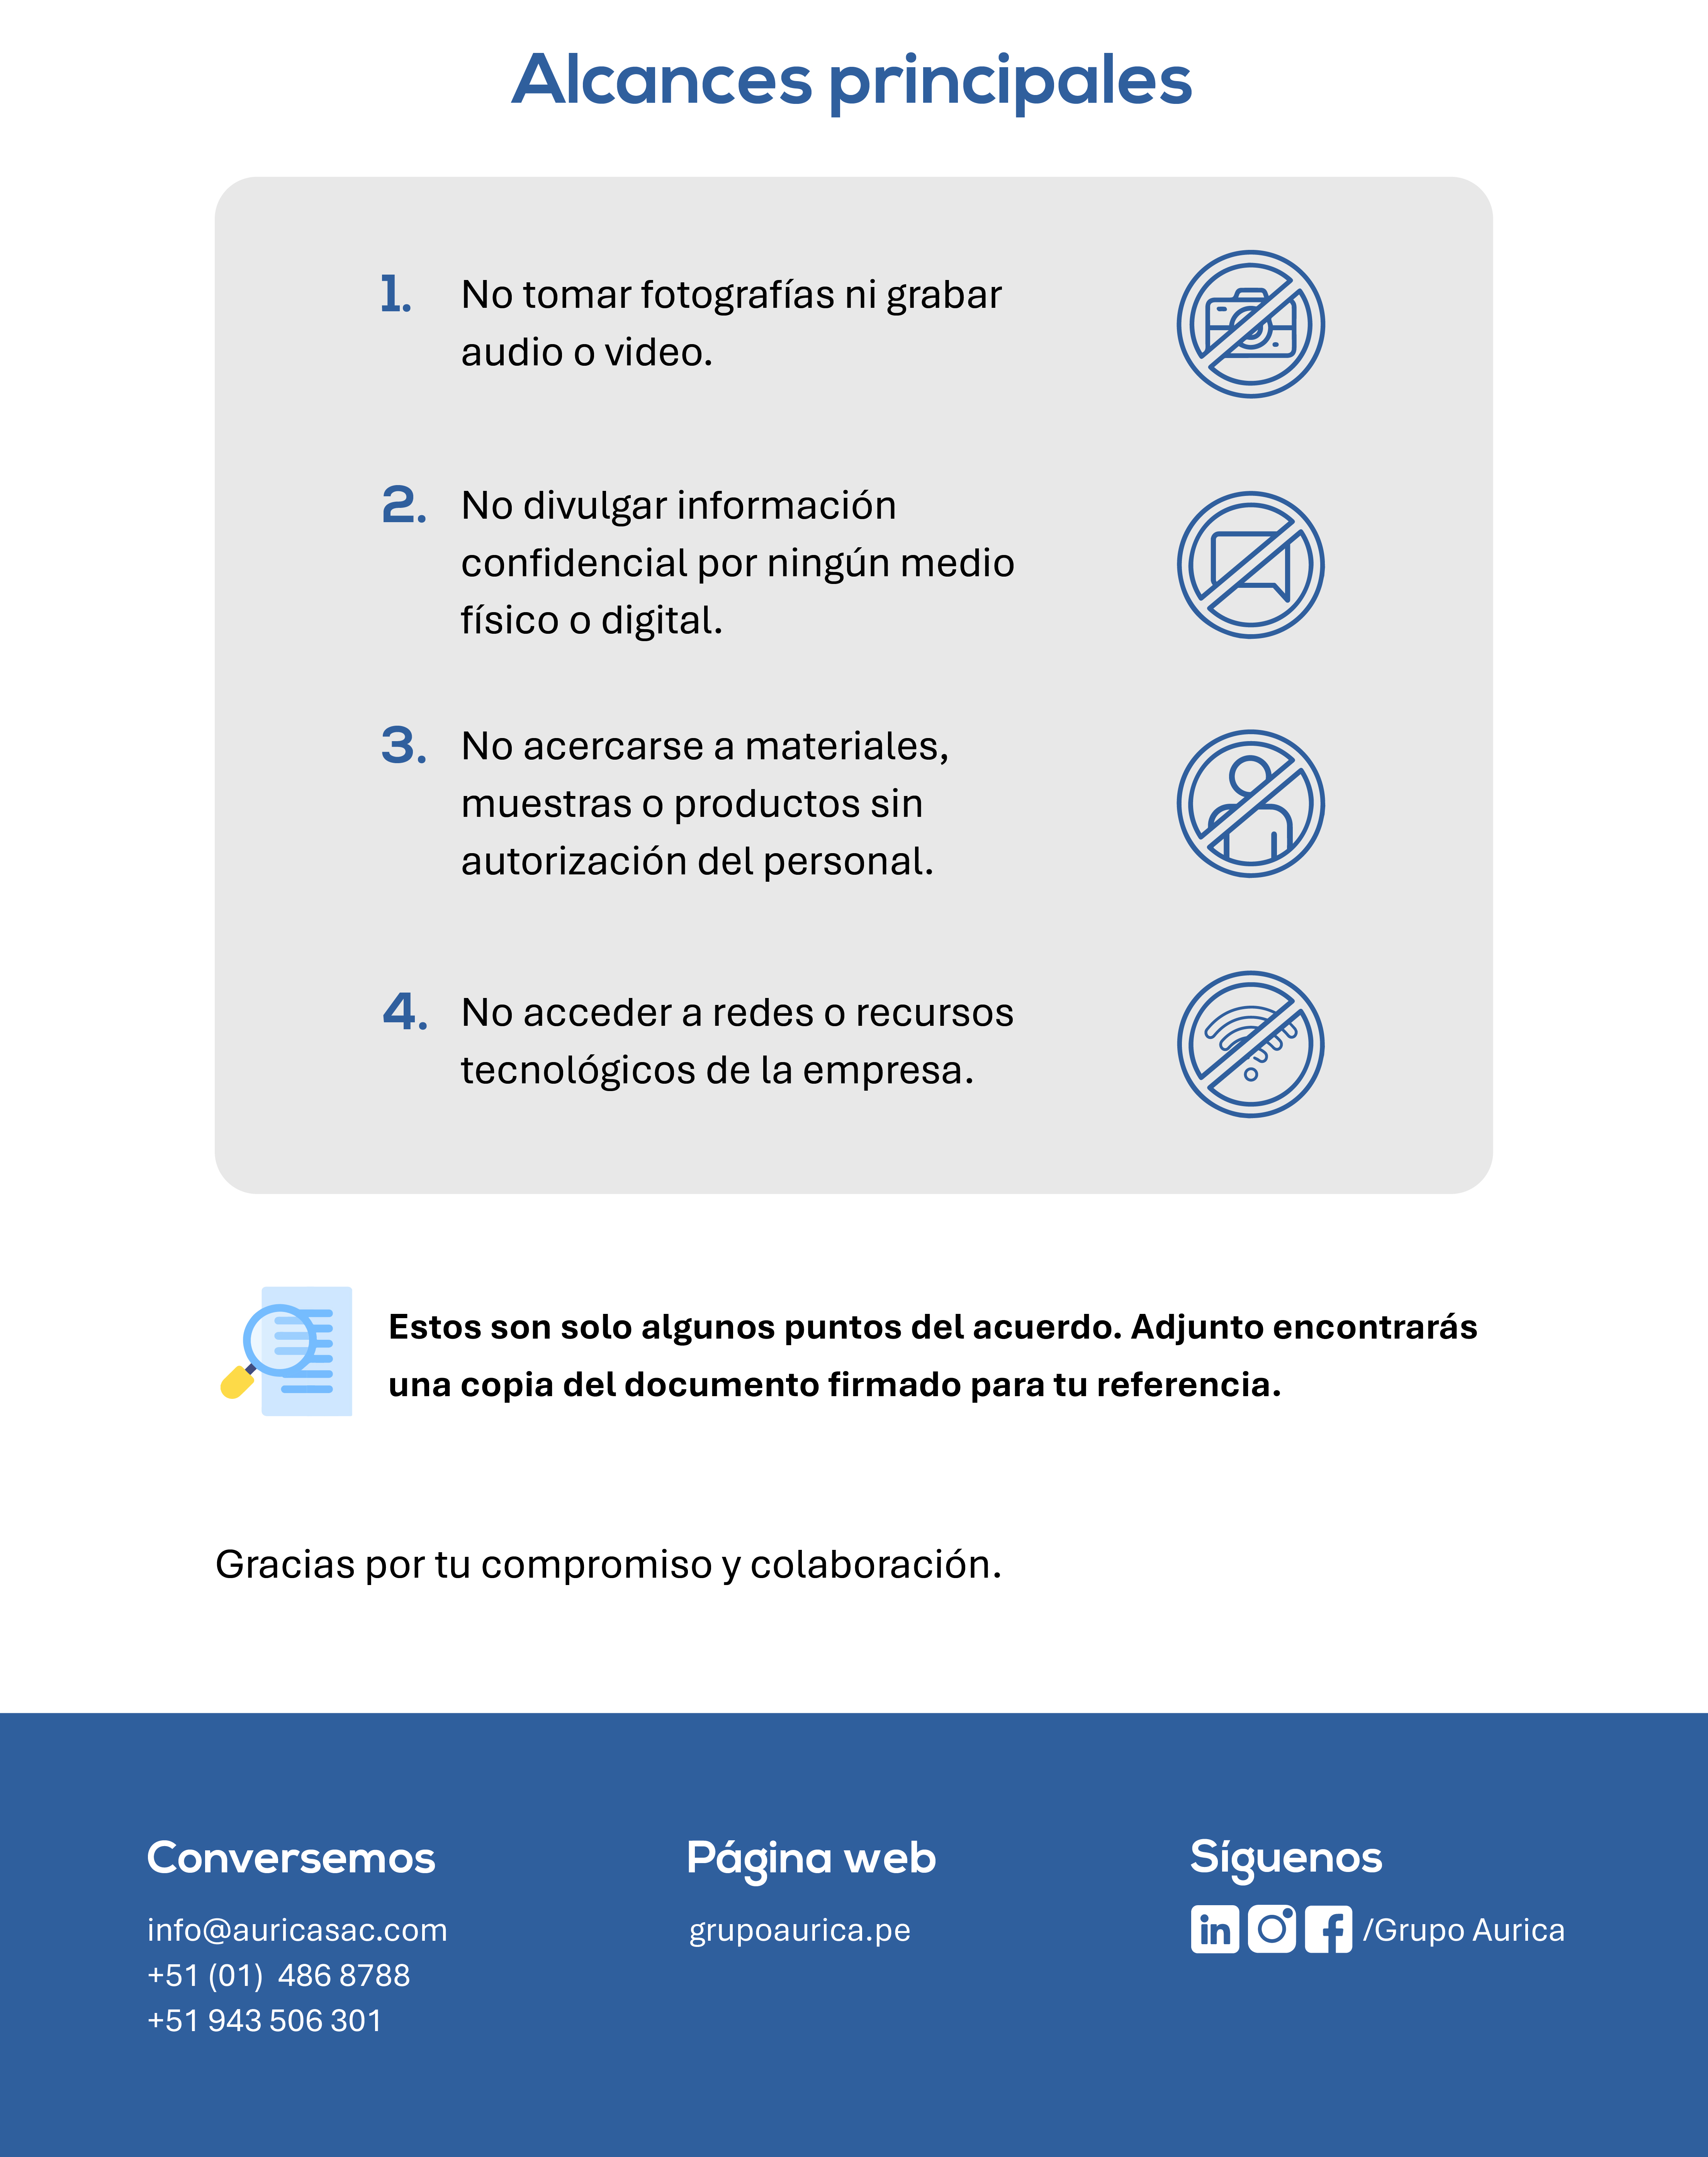 Alcances principales
1. No tomar fotografías ni grabar
audio o video.
2. No divulgar información
confidencial por ningún medio
físico o digital.
3. No acercarse a materiales,
muestras o productos sin
autorización del personal.
4. No acceder a redes o recursos
tecnológicos de la empresa.
Estos son solo algunos puntos del acuerdo. Adjunto encontrarás
una copia del documento firmado para tu referencia.
Gracias por tu compromiso y colaboración.
Conversemos
info@auricasac.com
+51 (01)  486 8788
+51 943 506 301
Página web
grupoaurica.pe
Síguenos
in f /Grupo Aurica